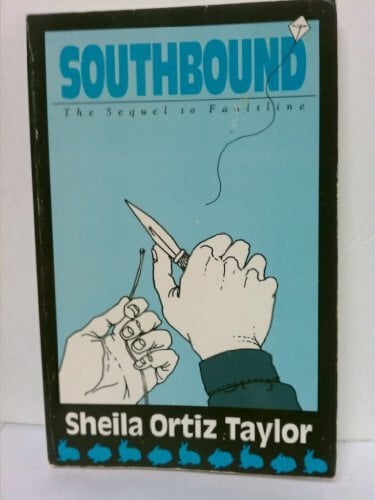 SOUTHBOUND
The Sequel to Faultline
Sheila Ortiz Taylor